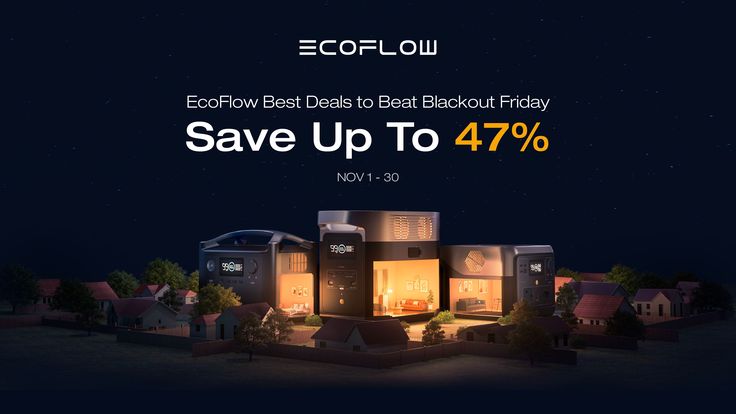 ECOFLOW
EcoFlow Best Deals to Beat Blackout Friday
Save Up To 47%
NOV 1 - 30